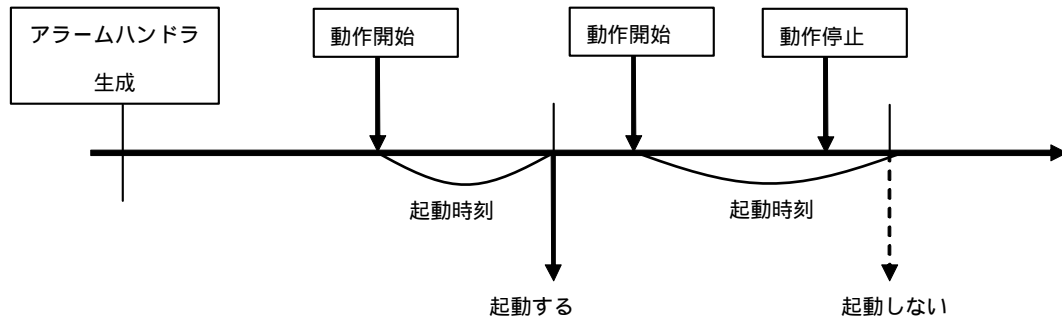 アラームハンドラ
生成
動作開始
動作開始
動作停止
起動時刻
起動時刻
起動する
起動しない